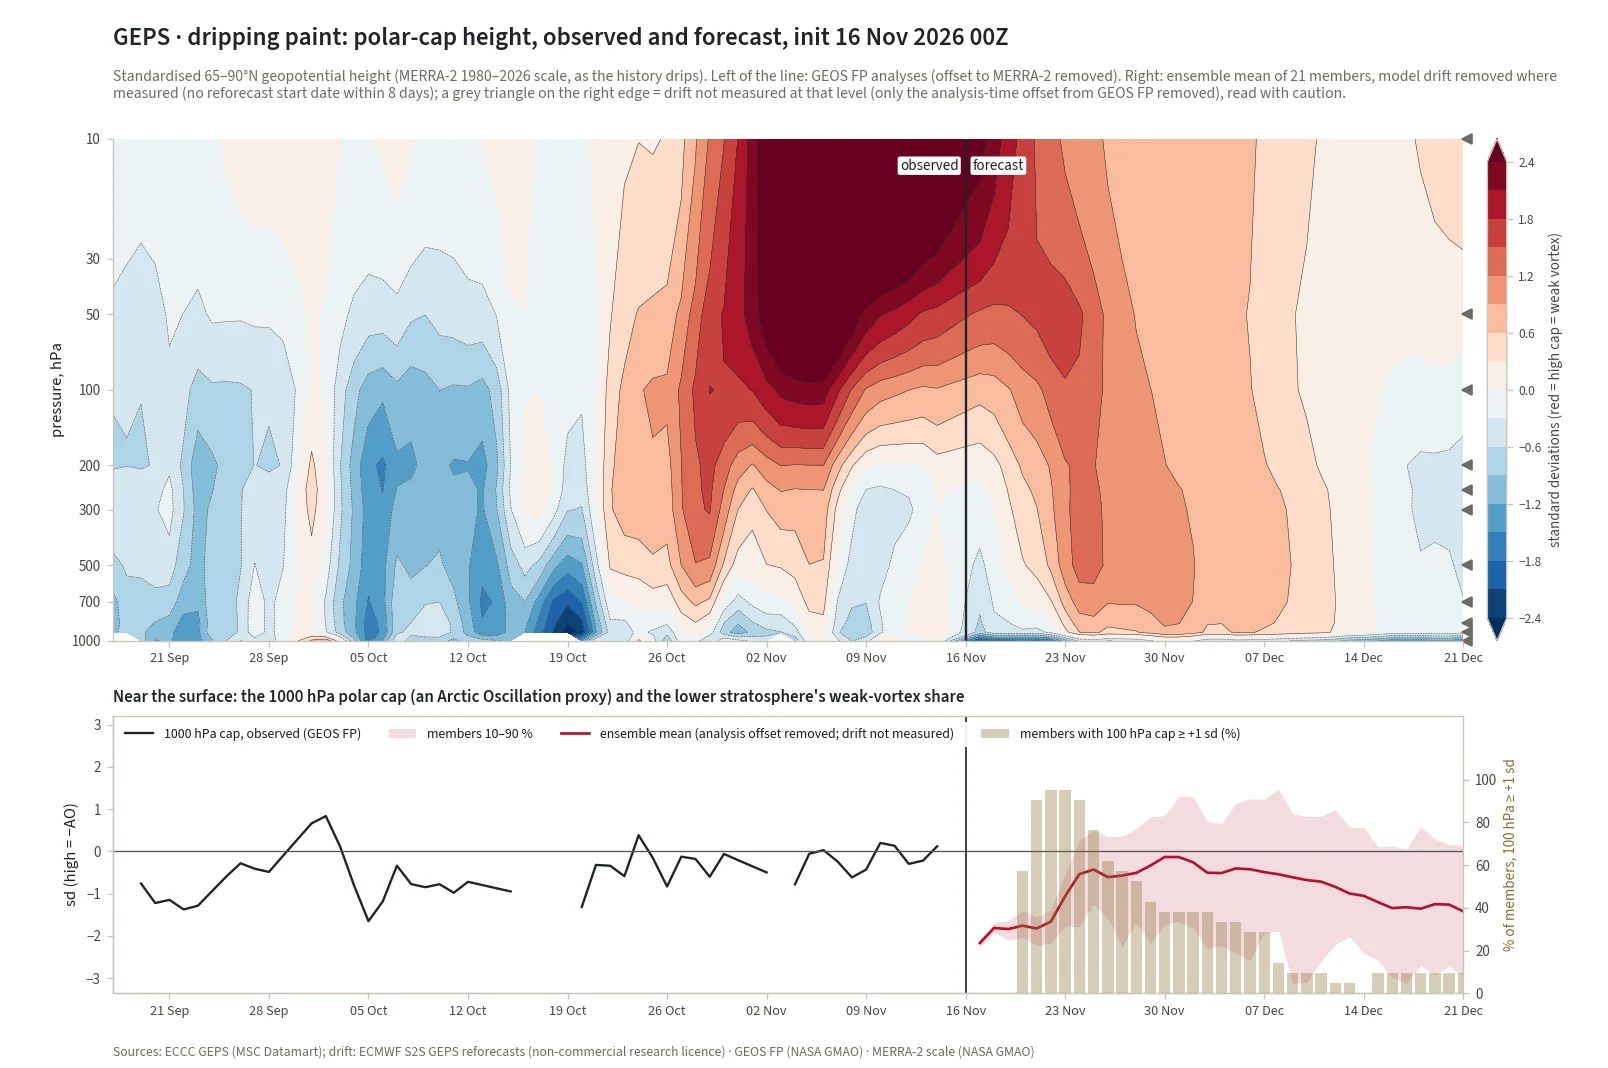 GEPS · dripping paint: polar-cap height, observed and forecast, init 16 Nov 2026 00Z
Standardised 65–90°N geopotential height (MERRA-2 1980–2026 scale, as the history drips). Left of the line: GEOS FP analyses (offset to MERRA-2 removed). Right: ensemble mean of 21 members, model drift removed where
measured (no reforecast start date within 8 days); a grey triangle on the right edge = drift not measured at that level (only the analysis-time offset from GEOS FP removed), read with caution.
pressure, hPa
10
30
50
100
200
300
500
700
1000
observed
forecast
21 Sep
28 Sep
05 Oct
12 Oct
19 Oct
26 Oct
02 Nov
09 Nov
16 Nov
23 Nov
30 Nov
07 Dec
14 Dec
21 Dec
2.4
1.8
1.2
0.6
0.0
−0.6
−1.2
−1.8
−2.4
standard deviations (red = high cap = weak vortex)
Near the surface: the 1000 hPa polar cap (an Arctic Oscillation proxy) and the lower stratosphere's weak-vortex share
1000 hPa cap, observed (GEOS FP)
members 10–90 %
ensemble mean (analysis offset removed; drift not measured)
members with 100 hPa cap ≥ +1 sd (%)
sd (high = −AO)
3
2
1
0
−1
−2
−3
100
80
60
40
20
0
% of members, 100 hPa ≥ +1 sd
21 Sep
28 Sep
05 Oct
12 Oct
19 Oct
26 Oct
02 Nov
09 Nov
16 Nov
23 Nov
30 Nov
07 Dec
14 Dec
21 Dec
Sources: ECCC GEPS (MSC Datamart); drift: ECMWF S2S GEPS reforecasts (non-commercial research licence) · GEOS FP (NASA GMAO) · MERRA-2 scale (NASA GMAO)